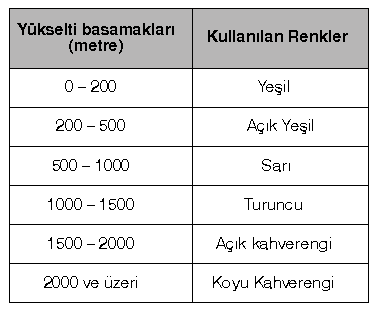 Yükselti basamakları
(metre)
Kullanılan Renkler
0 – 200
Yeşil
200 – 500
Açık Yeşil
500 – 1000
Sarı
1000 – 1500
Turuncu
1500 – 2000
Açık kahverengi
2000 ve üzeri
Koyu Kahverengi